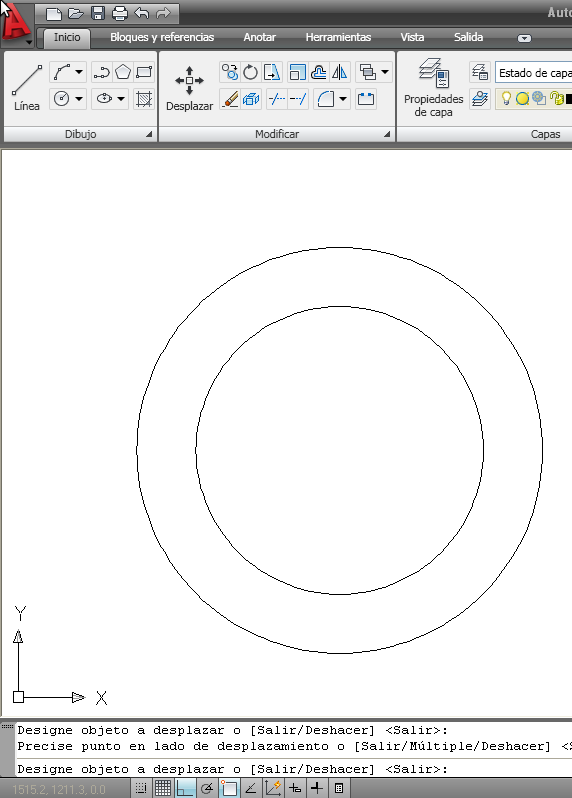 Auto
Inicio Bloques y referencias Anotar Herramientas Vista Salida
Línea
Desplazar
Propiedades
de capa
Estado de capa
Dibujo Modificar Capas
Y
X
Designe objeto a desplazar o [Salir/Deshacer] <Salir>:
Precise punto en lado de desplazamiento o [Salir/Múltiple/Deshacer] <S
Designe objeto a desplazar o [Salir/Deshacer] <Salir>:
1515.2, 1211.3, 0.0